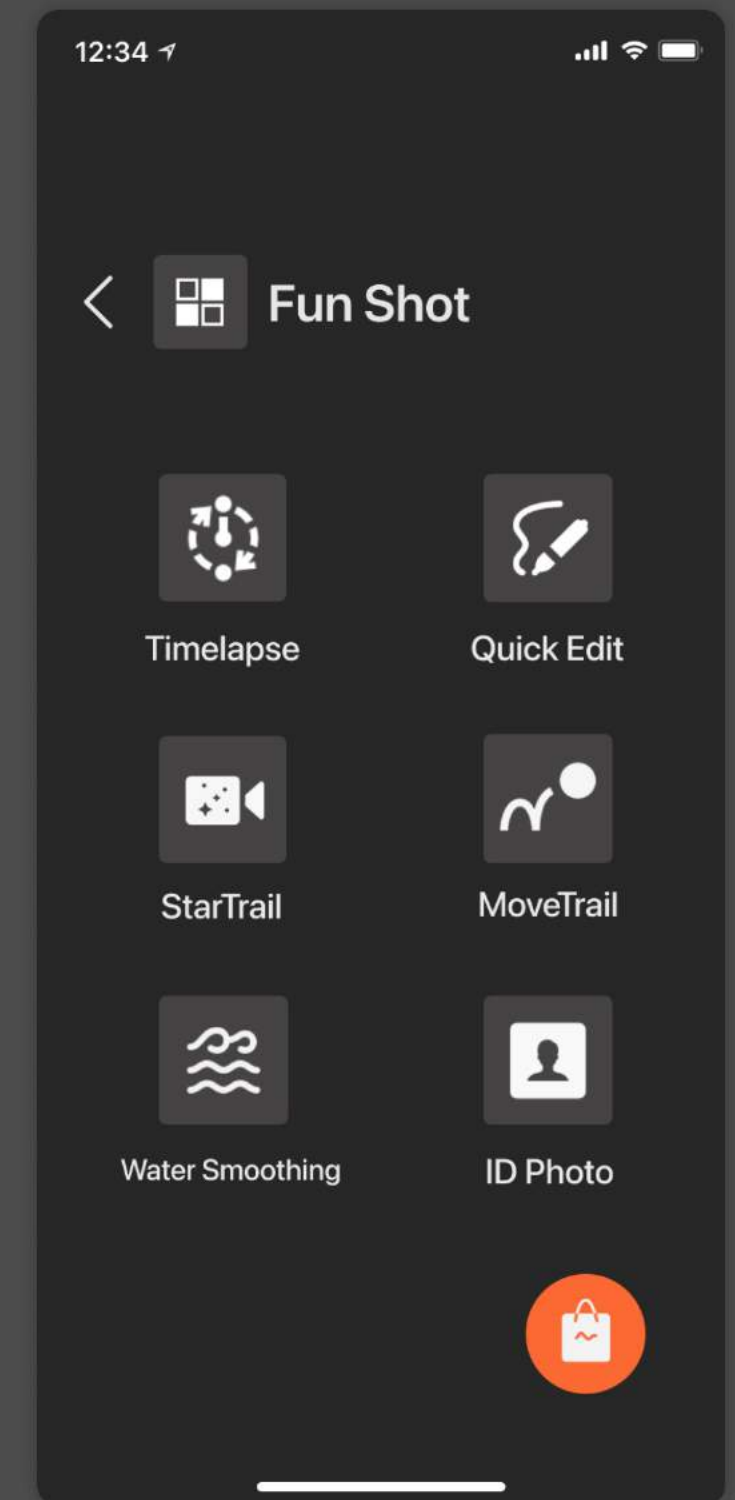 12:34
Fun Shot
Timelapse
Quick Edit
StarTrail
MoveTrail
Water Smoothing
ID Photo